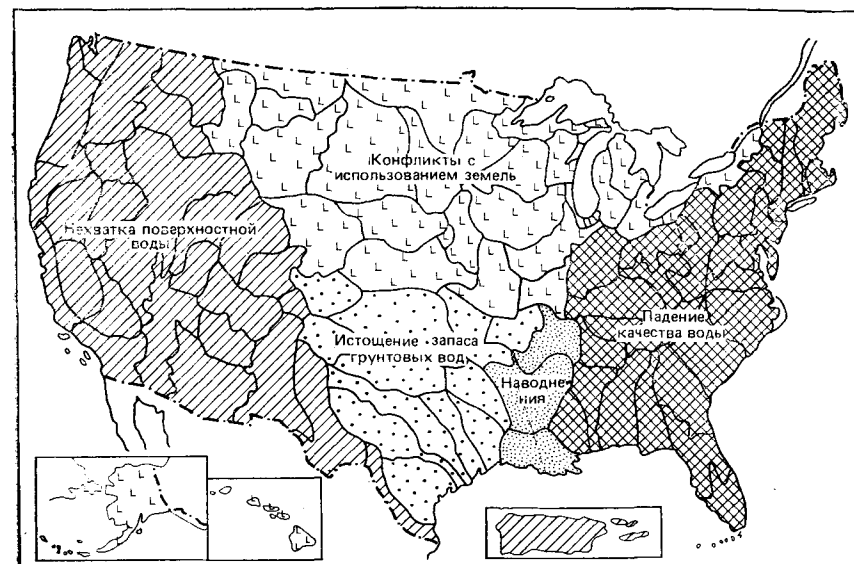 Конфликты с
использованием земель
Нехватка поверхностной
воды
Истощение запаса
грунтовых вод
Наводне-
ния
Падение
качества воды